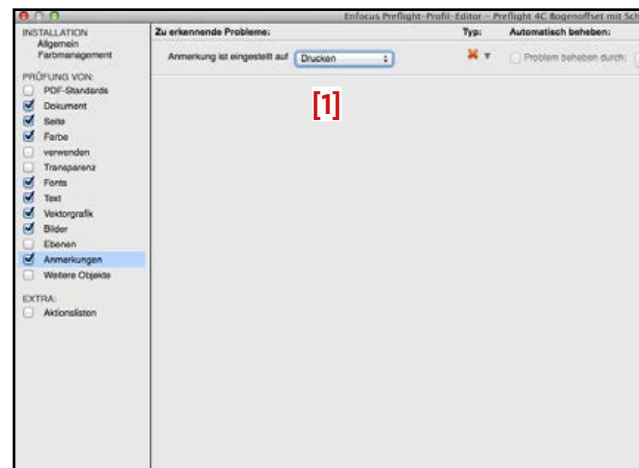 Enfocus Preflight-Profil-Editor - Preflight 4C Bogenoffset mit Sch
INSTALLATION
Allgemein
Farbmanagement
PRÜFUNG VON:
PDF-Standards
Dokument
Seite
Farbe
verwenden
Transparenz
Fonts
Text
Vektorgrafik
Bilder
Ebenen
Anmerkungen
Weitere Objekte
EXTRA:
Aktionslisten
Zu erkennende Probleme: Typ: Automatisch beheben:
Anmerkung ist eingestellt auf Drucken Problem beheben durch:
[1]